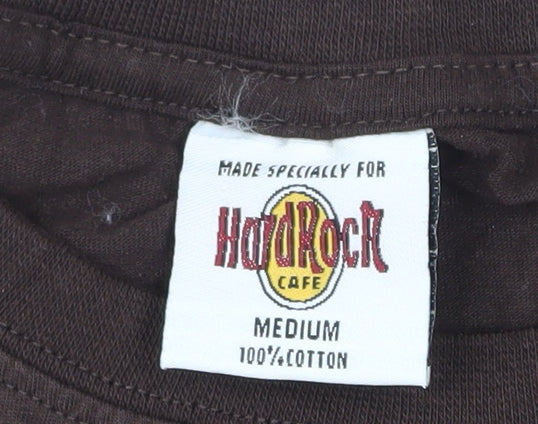 MADE SPECIALLY FOR
Hard Rock
CAFE
MEDIUM
100% COTTON